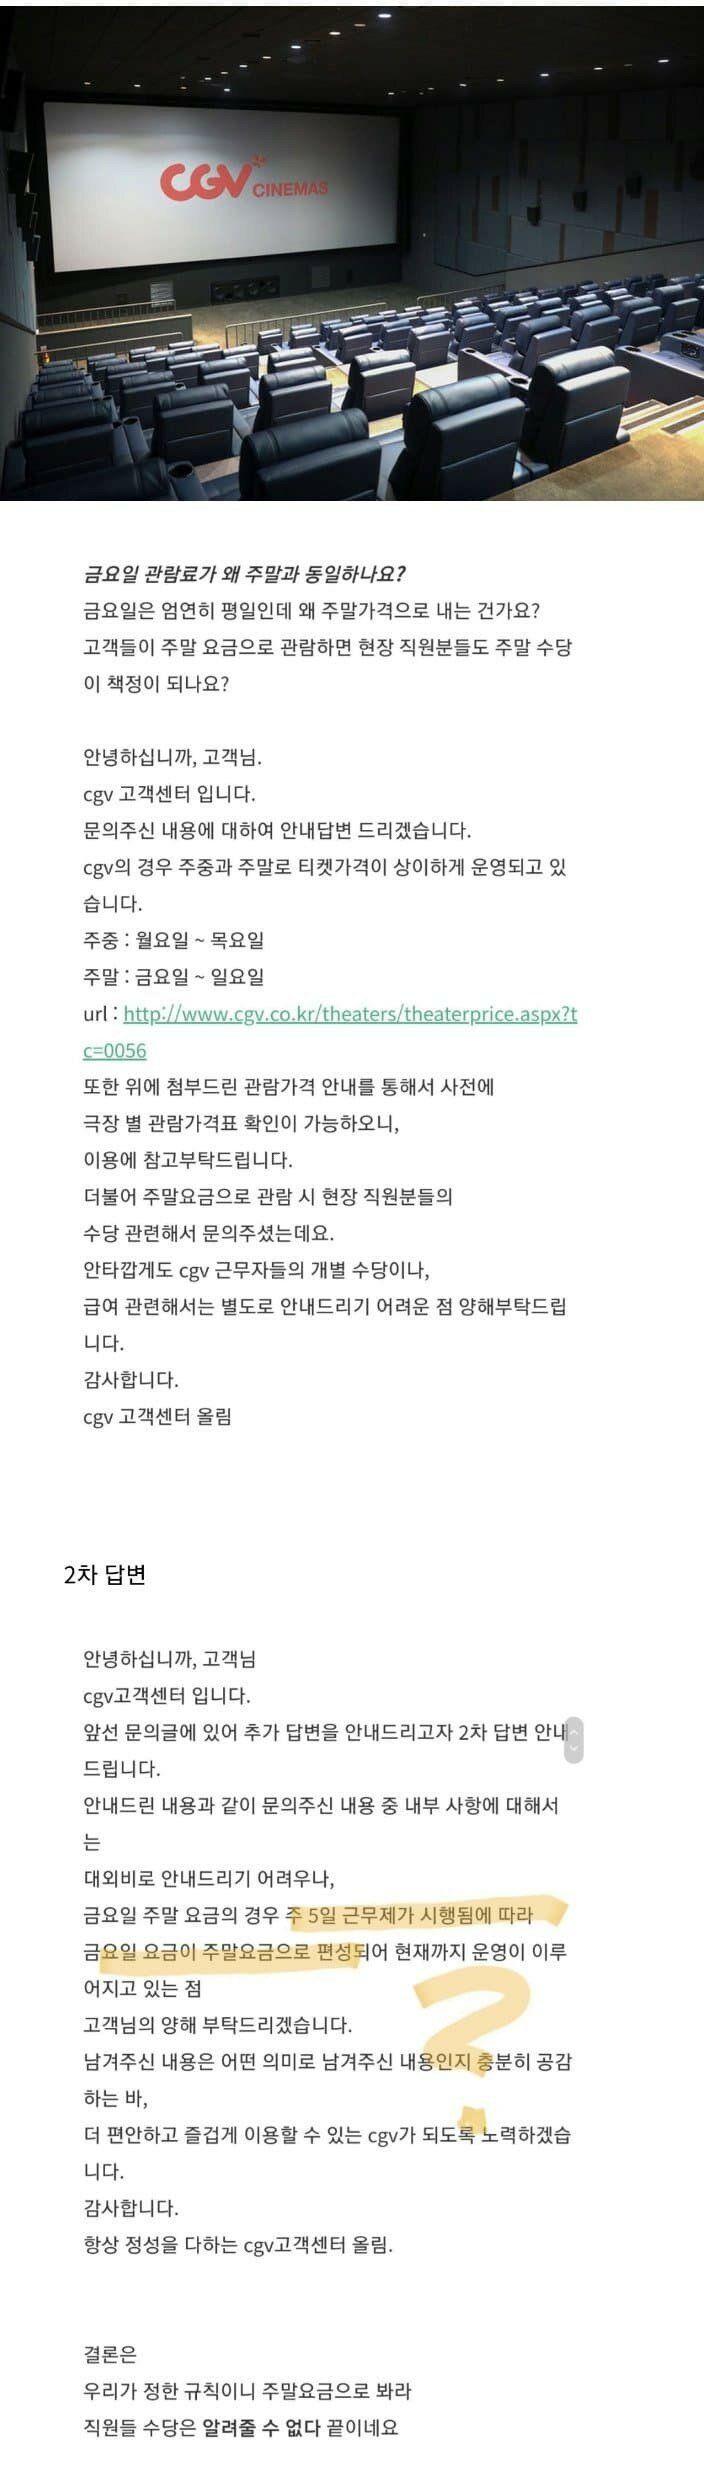 CGV CINEMAS
금요일 관람료가 왜 주말과 동일하나요?
금요일은 엄연히 평일인데 왜 주말가격으로 내는 건가요?
고객들이 주말 요금으로 관람하면 현장 직원분들도 주말 수당
이 책정이 되나요?
안녕하십니까, 고객님.
cgv 고객센터 입니다.
문의주신 내용에 대하여 안내답변 드리겠습니다.
cgv의 경우 주중과 주말로 티켓가격이 상이하게 운영되고 있
습니다.
주중 : 월요일 ~ 목요일
주말 : 금요일 ~ 일요일
url : http://www.cgv.co.kr/theaters/theaterprice.aspx?t
c=0056
또한 위에 첨부드린 관람가격 안내를 통해서 사전에
극장 별 관람가격표 확인이 가능하오니,
이용에 참고부탁드립니다.
더불어 주말요금으로 관람 시 현장 직원분들의
수당 관련해서 문의주셨는데요.
안타깝게도 cgv 근무자들의 개별 수당이나,
급여 관련해서는 별도로 안내드리기 어려운 점 양해부탁드립
니다.
감사합니다.
cgv 고객센터 올림
2차 답변
안녕하십니까, 고객님
cgv고객센터 입니다.
앞선 문의글에 있어 추가 답변을 안내드리고자 2차 답변 안내
드립니다.
안내드린 내용과 같이 문의주신 내용 중 내부 사항에 대해서
는
대외비로 안내드리기 어려우나,
금요일 주말 요금의 경우 주 5일 근무제가 시행됨에 따라
금요일 요금이 주말요금으로 편성되어 현재까지 운영이 이루
어지고 있는 점
?
고객님의 양해 부탁드리겠습니다.
남겨주신 내용은 어떤 의미로 남겨주신 내용인지 충분히 공감
하는 바,
더 편안하고 즐겁게 이용할 수 있는 cgv가 되도록 노력하겠습
니다.
감사합니다.
항상 정성을 다하는 cgv고객센터 올림.
결론은
우리가 정한 규칙이니 주말요금으로 봐라
직원들 수당은 알려줄 수 없다 끝이네요